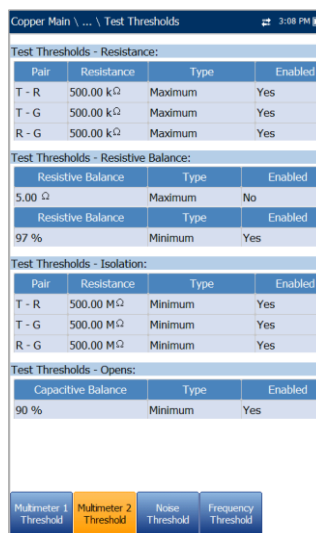 Copper Main \ ... \ Test Thresholds 3:08 PM
Test Thresholds - Resistance:
Pair Resistance Type Enabled
T - R 500.00 kΩ Maximum Yes
T - G 500.00 kΩ Maximum Yes
R - G 500.00 kΩ Maximum Yes
Test Thresholds - Resistive Balance:
Resistive Balance Type Enabled
5.00 Ω Maximum No
Resistive Balance Type Enabled
97 % Minimum Yes
Test Thresholds - Isolation:
Pair Resistance Type Enabled
T - R 500.00 MΩ Minimum Yes
T - G 500.00 MΩ Minimum Yes
R - G 500.00 MΩ Minimum Yes
Test Thresholds - Opens:
Capacitive Balance Type Enabled
90 % Minimum Yes
Multimeter 1 Multimeter 2 Noise Frequency
Threshold Threshold Threshold Threshold